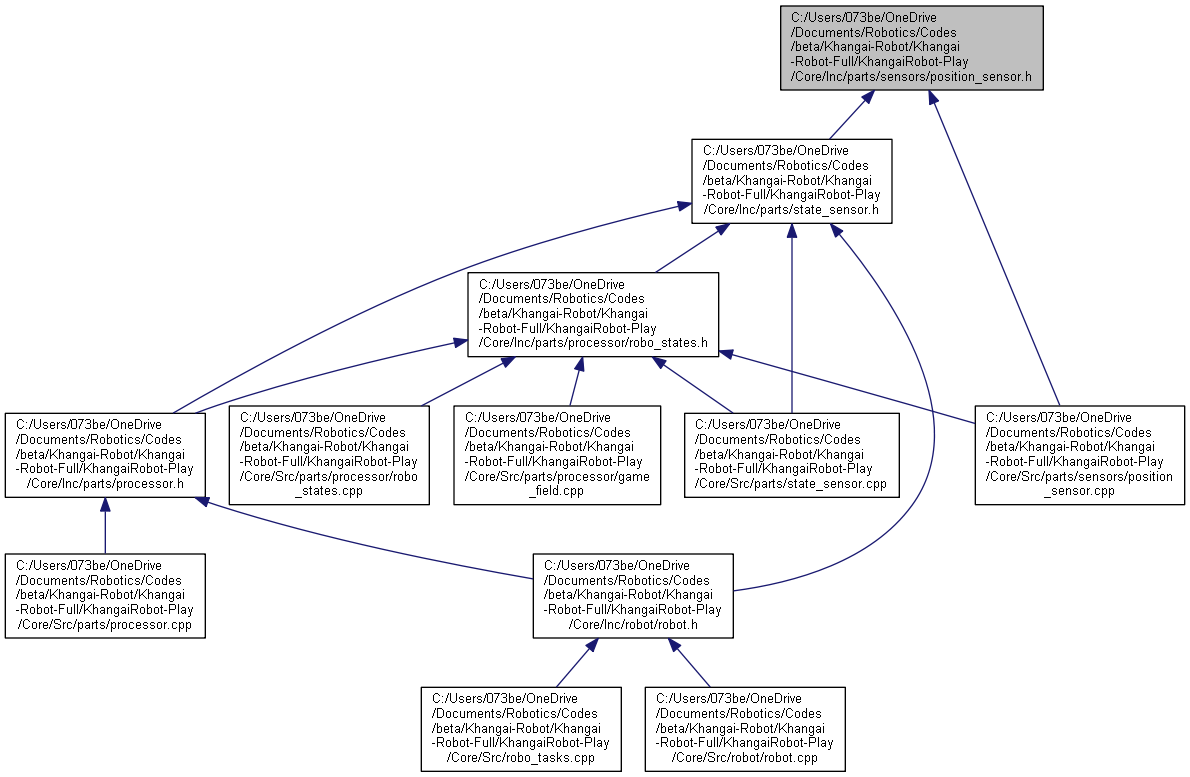 C:/Users/073be/OneDrive
/Documents/Robotics/Codes
/beta/Khangai-Robot/Khangai
-Robot-Full/KhangaiRobot-Play
/Core/Inc/parts/sensors/position_sensor.h
C:/Users/073be/OneDrive
/Documents/Robotics/Codes
/beta/Khangai-Robot/Khangai
-Robot-Full/KhangaiRobot-Play
/Core/Inc/parts/state_sensor.h
C:/Users/073be/OneDrive
/Documents/Robotics/Codes
/beta/Khangai-Robot/Khangai
-Robot-Full/KhangaiRobot-Play
/Core/Inc/parts/processor/robo_states.h
C:/Users/073be/OneDrive
/Documents/Robotics/Codes
/beta/Khangai-Robot/Khangai
-Robot-Full/KhangaiRobot-Play
/Core/Inc/parts/processor.h
C:/Users/073be/OneDrive
/Documents/Robotics/Codes
/beta/Khangai-Robot/Khangai
-Robot-Full/KhangaiRobot-Play
/Core/Src/parts/processor/robo
_states.cpp
C:/Users/073be/OneDrive
/Documents/Robotics/Codes
/beta/Khangai-Robot/Khangai
-Robot-Full/KhangaiRobot-Play
/Core/Src/parts/processor/game
_field.cpp
C:/Users/073be/OneDrive
/Documents/Robotics/Codes
/beta/Khangai-Robot/Khangai
-Robot-Full/KhangaiRobot-Play
/Core/Src/parts/state_sensor.cpp
C:/Users/073be/OneDrive
/Documents/Robotics/Codes
/beta/Khangai-Robot/Khangai
-Robot-Full/KhangaiRobot-Play
/Core/Src/parts/sensors/position
_sensor.cpp
C:/Users/073be/OneDrive
/Documents/Robotics/Codes
/beta/Khangai-Robot/Khangai
-Robot-Full/KhangaiRobot-Play
/Core/Src/parts/processor.cpp
C:/Users/073be/OneDrive
/Documents/Robotics/Codes
/beta/Khangai-Robot/Khangai
-Robot-Full/KhangaiRobot-Play
/Core/Inc/robot/robot.h
C:/Users/073be/OneDrive
/Documents/Robotics/Codes
/beta/Khangai-Robot/Khangai
-Robot-Full/KhangaiRobot-Play
/Core/Src/robo_tasks.cpp
C:/Users/073be/OneDrive
/Documents/Robotics/Codes
/beta/Khangai-Robot/Khangai
-Robot-Full/KhangaiRobot-Play
/Core/Src/robot/robot.cpp